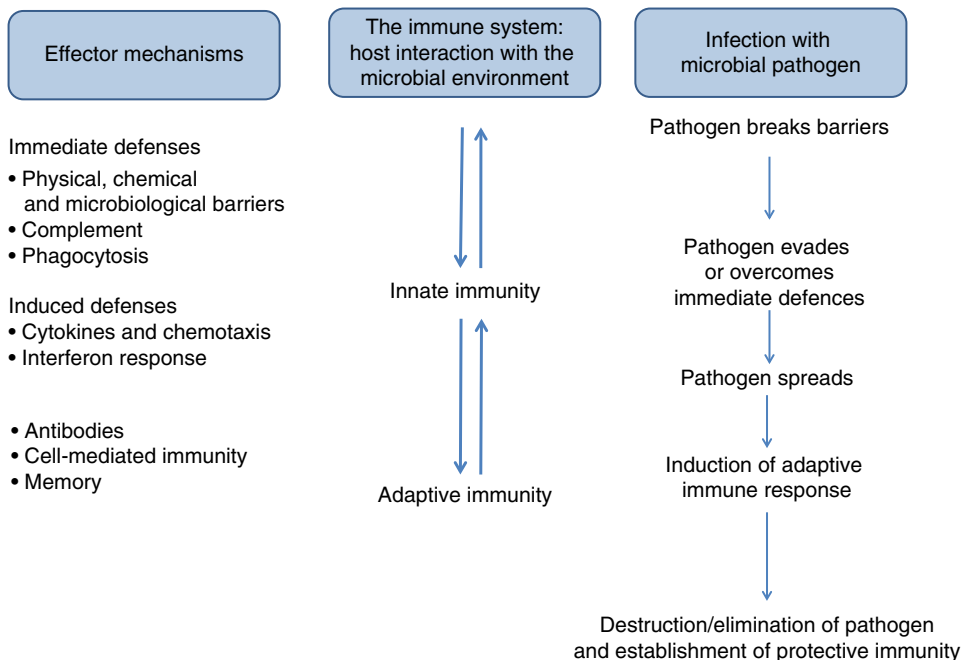 Effector mechanisms
Immediate defenses
• Physical, chemical
and microbiological barriers
• Complement
• Phagocytosis
Induced defenses
• Cytokines and chemotaxis
• Interferon response
• Antibodies
• Cell-mediated immunity
• Memory
The immune system:
host interaction with the
microbial environment
Innate immunity
Adaptive immunity
Infection with
microbial pathogen
Pathogen breaks barriers
Pathogen evades
or overcomes
immediate defences
Pathogen spreads
Induction of adaptive
immune response
Destruction/elimination of pathogen
and establishment of protective immunity